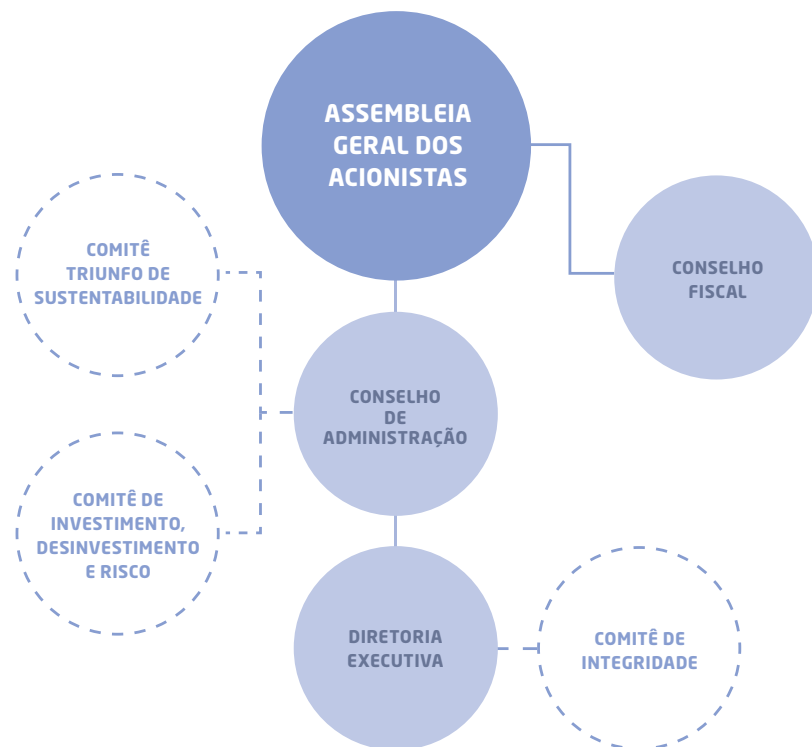 ASSEMBLEIA
GERAL DOS
ACIONISTAS
COMITÊ
TRIUNFO DE
SUSTENTABILIDADE
CONSELHO
FISCAL
CONSELHO
DE
ADMINISTRAÇÃO
COMITÊ DE
INVESTIMENTO,
DESINVESTIMENTO
E RISCO
DIRETORIA
EXECUTIVA
COMITÊ DE
INTEGRIDADE